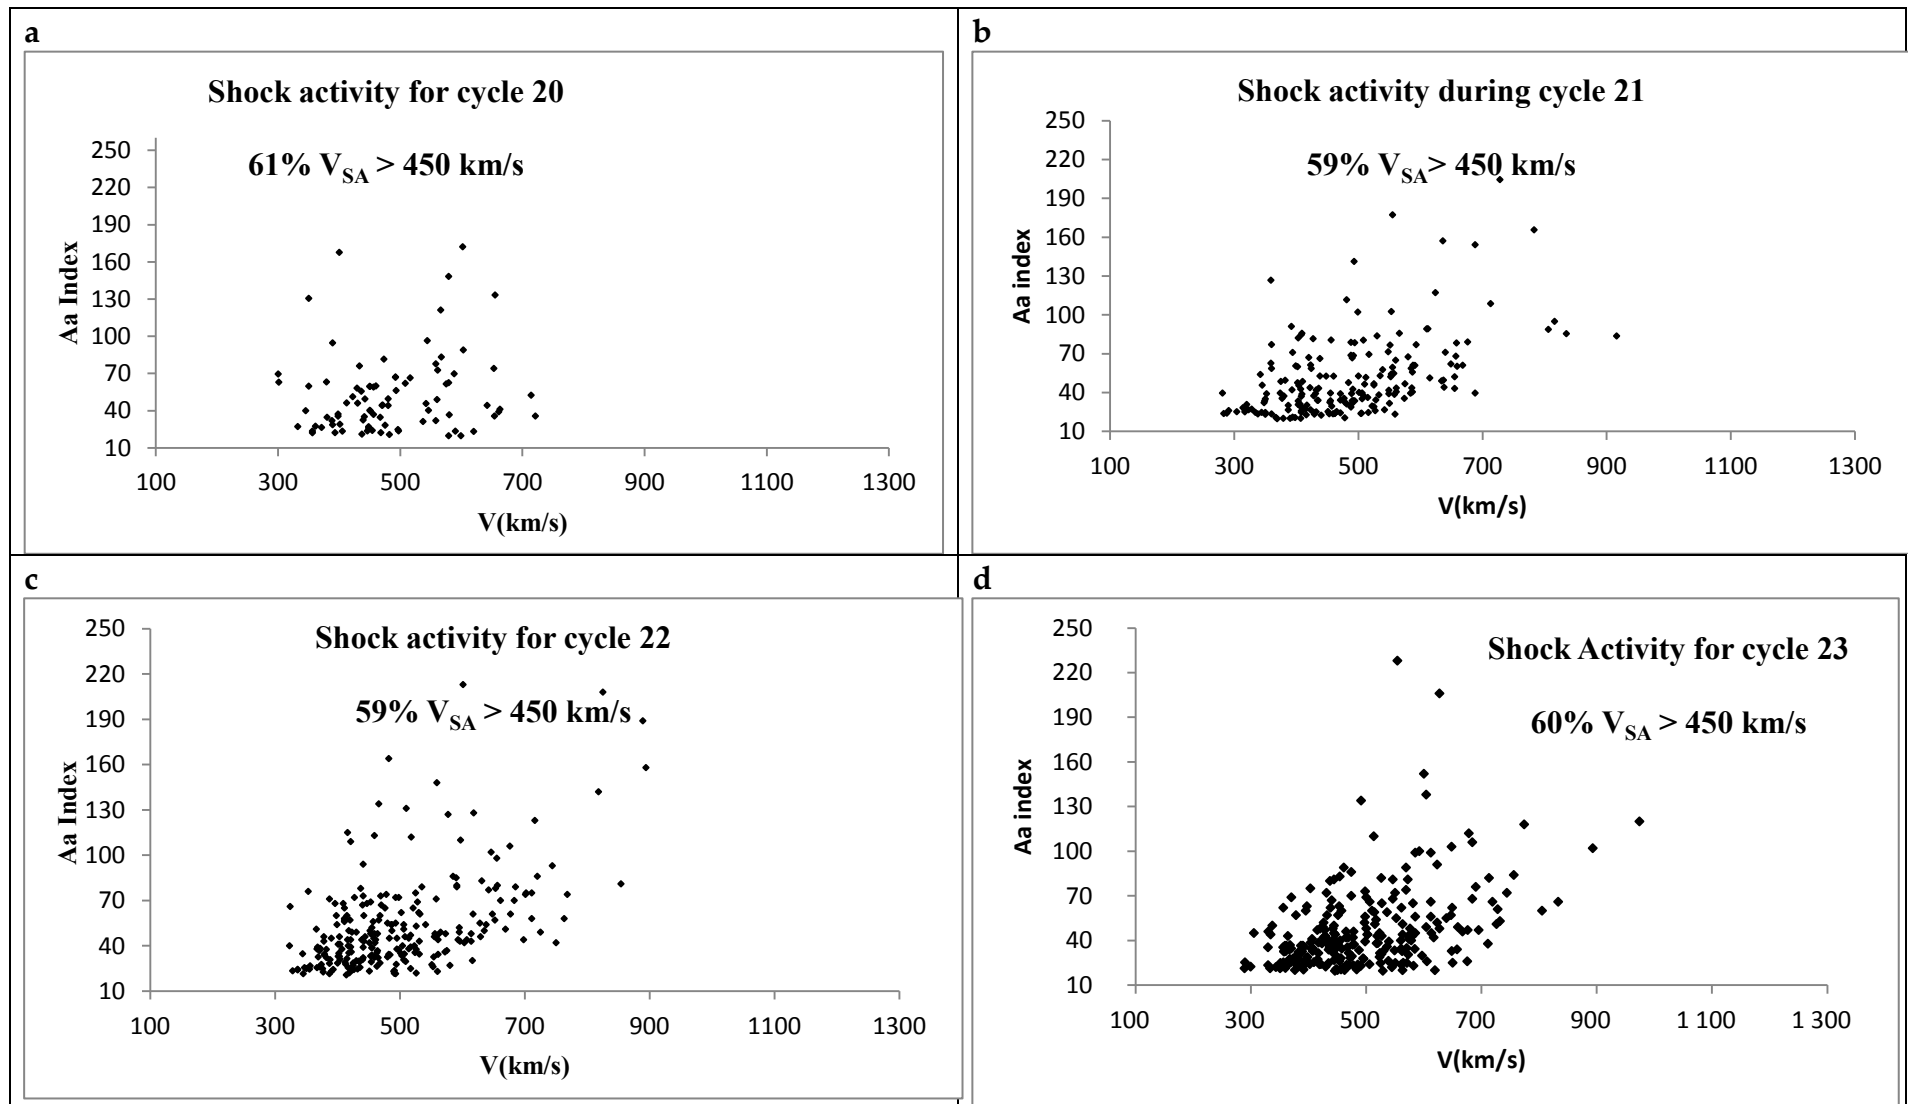 a
Shock activity for cycle 20
61% VSA > 450 km/s
250
220
190
160
130
100
70
40
10
Aa Index
100 300 500 700 900 1100 1300
V(km/s)
b
Shock activity during cycle 21
59% VSA> 450 km/s
250
220
190
160
130
100
70
40
10
Aa index
100 300 500 700 900 1100 1300
V(km/s)
c
Shock activity for cycle 22
59% VSA > 450 km/s
250
220
190
160
130
100
70
40
10
Aa Index
100 300 500 700 900 1100 1300
V(km/s)
d
Shock Activity for cycle 23
60% VSA > 450 km/s
250
220
190
160
130
100
70
40
10
Aa index
100 300 500 700 900 1 100 1 300
V(km/s)